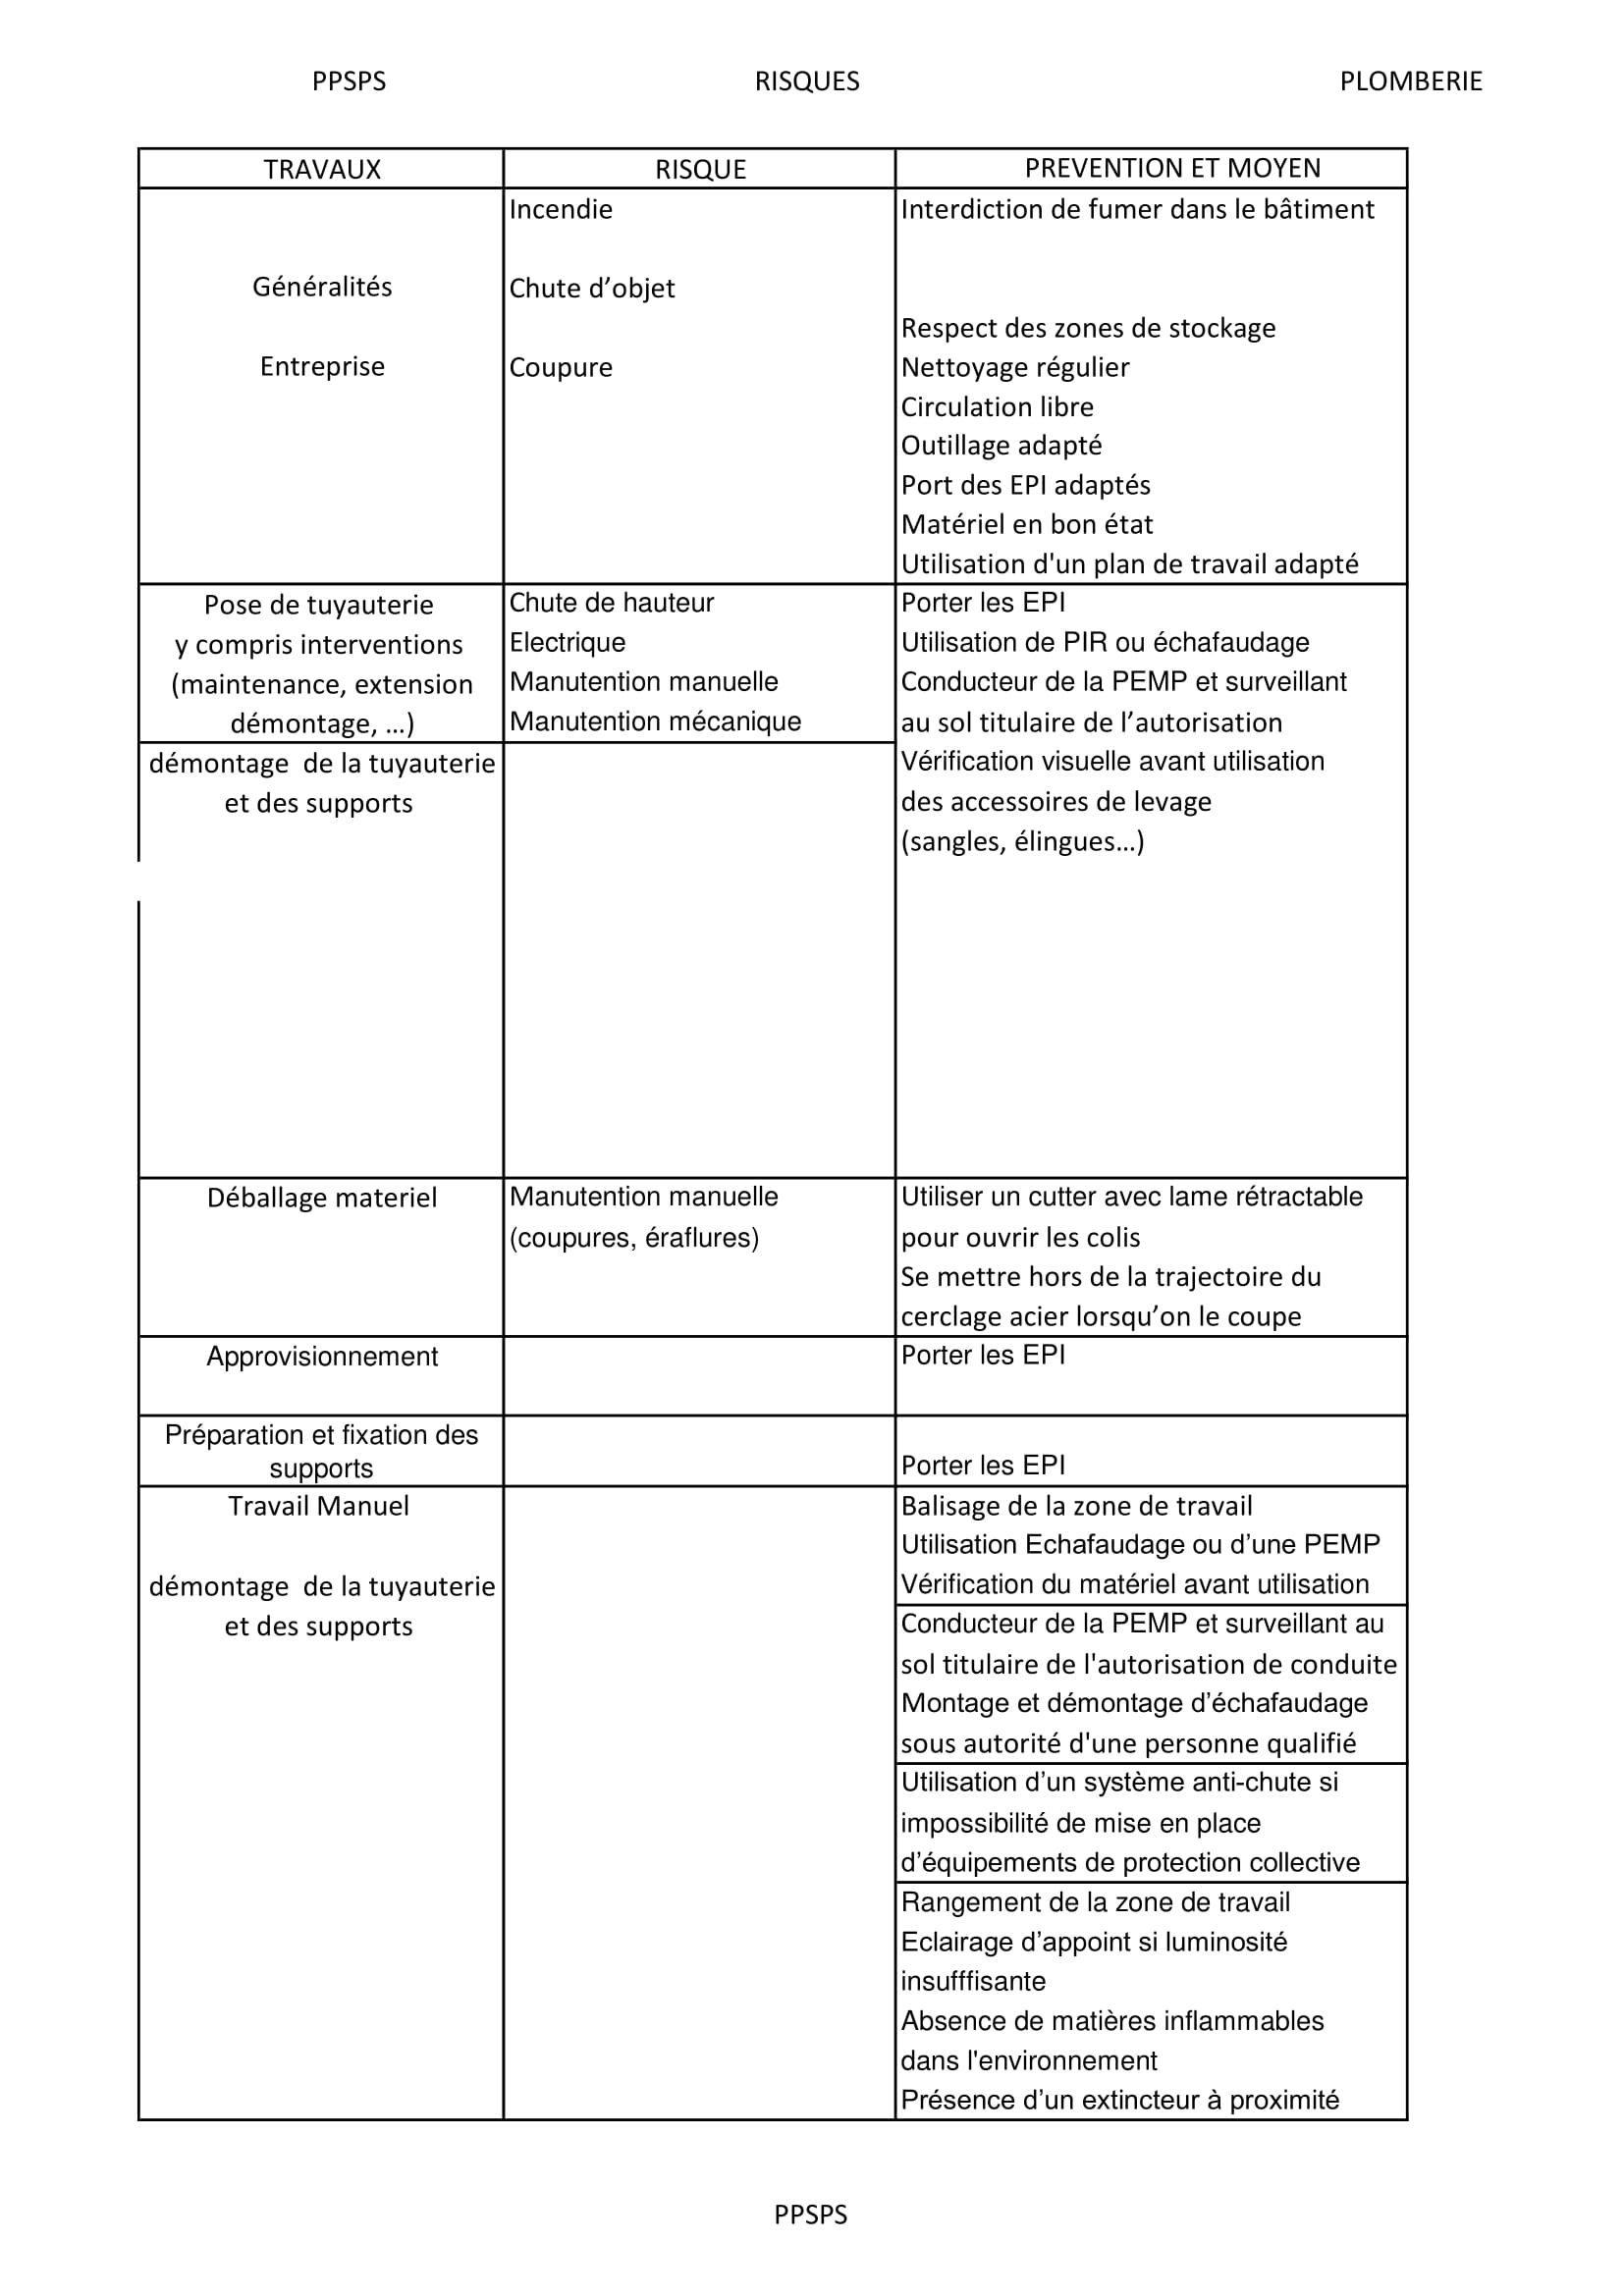 PPSPS RISQUES PLOMBERIE
TRAVAUX RISQUE PREVENTION ET MOYEN
Incendie Interdiction de fumer dans le bâtiment
Généralités Chute d’objet
Respect des zones de stockage
Entreprise Coupure Nettoyage régulier
Circulation libre
Outillage adapté
Port des EPI adaptés
Matériel en bon état
Utilisation d'un plan de travail adapté
Pose de tuyauterie Chute de hauteur Porter les EPI
y compris interventions Electrique Utilisation de PIR ou échafaudage
(maintenance, extension Manutention manuelle Conducteur de la PEMP et surveillant
démontage, …) Manutention mécanique au sol titulaire de l’autorisation
démontage  de la tuyauterie Vérification visuelle avant utilisation
et des supports des accessoires de levage
(sangles, élingues…)
Déballage materiel Manutention manuelle Utiliser un cutter avec lame rétractable
(coupures, éraflures) pour ouvrir les colis
Se mettre hors de la trajectoire du
cerclage acier lorsqu’on le coupe
Approvisionnement Porter les EPI
Préparation et fixation des
supports Porter les EPI
Travail Manuel Balisage de la zone de travail
Utilisation Echafaudage ou d’une PEMP
démontage  de la tuyauterie Vérification du matériel avant utilisation
et des supports Conducteur de la PEMP et surveillant au
sol titulaire de l'autorisation de conduite
Montage et démontage d’échafaudage
sous autorité d'une personne qualifié
Utilisation d’un système anti-chute si
impossibilité de mise en place
d’équipements de protection collective
Rangement de la zone de travail
Eclairage d’appoint si luminosité
insufffisante
Absence de matières inflammables
dans l'environnement
Présence d’un extincteur à proximité
PPSPS